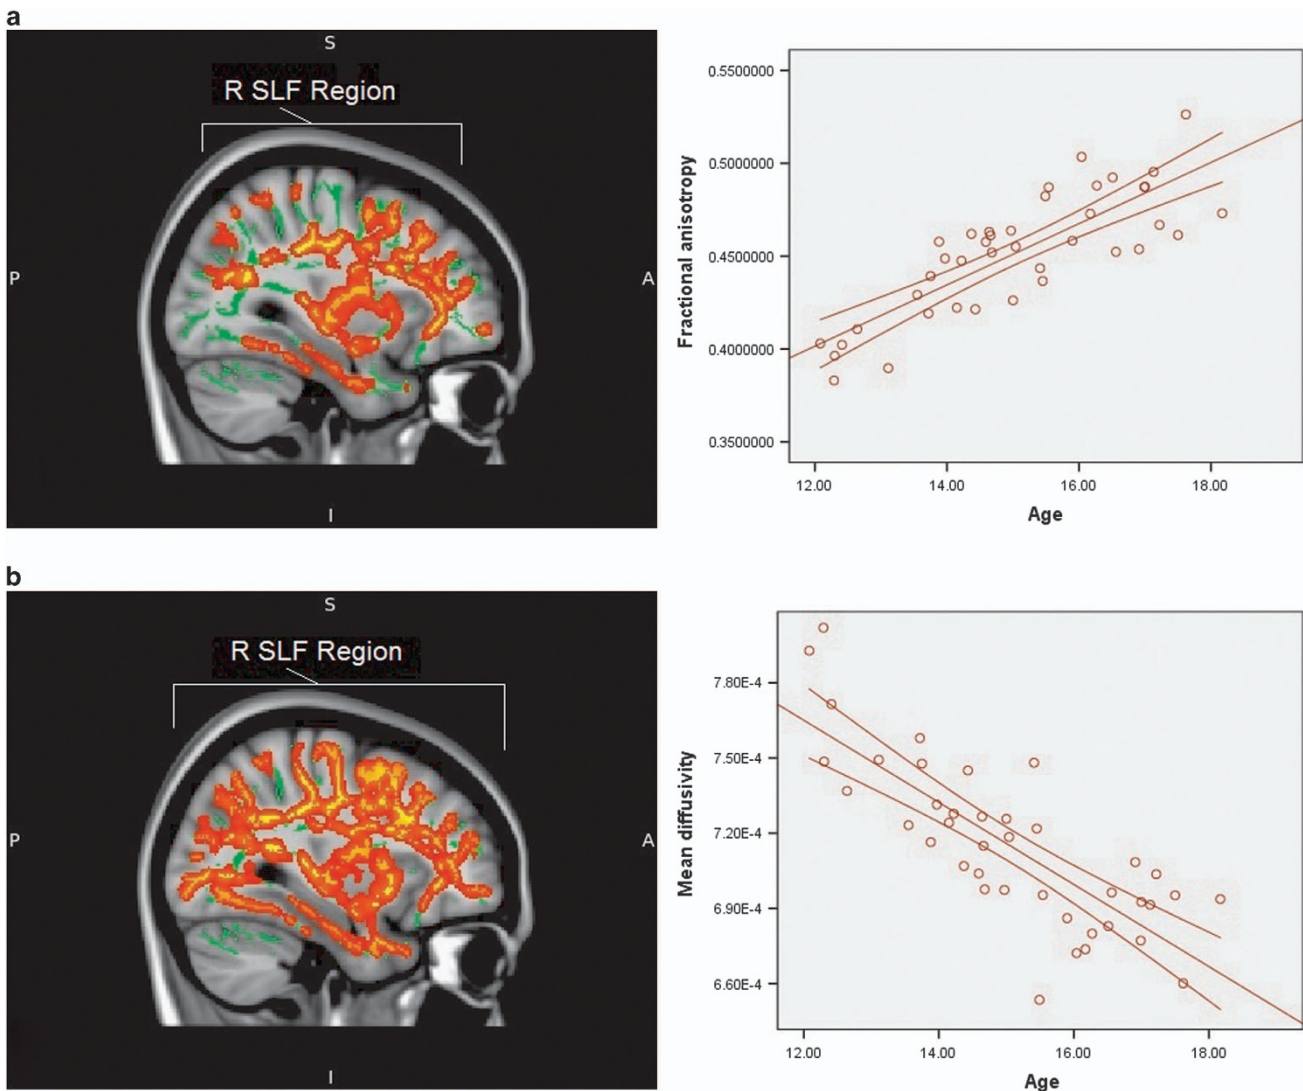 a
S
R SLF Region
P
A
I
0.5500000
0.5000000
0.4500000
0.4000000
0.3500000
Fractional anisotropy
12.00
14.00
16.00
18.00
Age
b
S
R SLF Region
P
A
I
7.80E-4
7.50E-4
7.20E-4
6.90E-4
6.60E-4
Mean diffusivity
12.00
14.00
16.00
18.00
Age